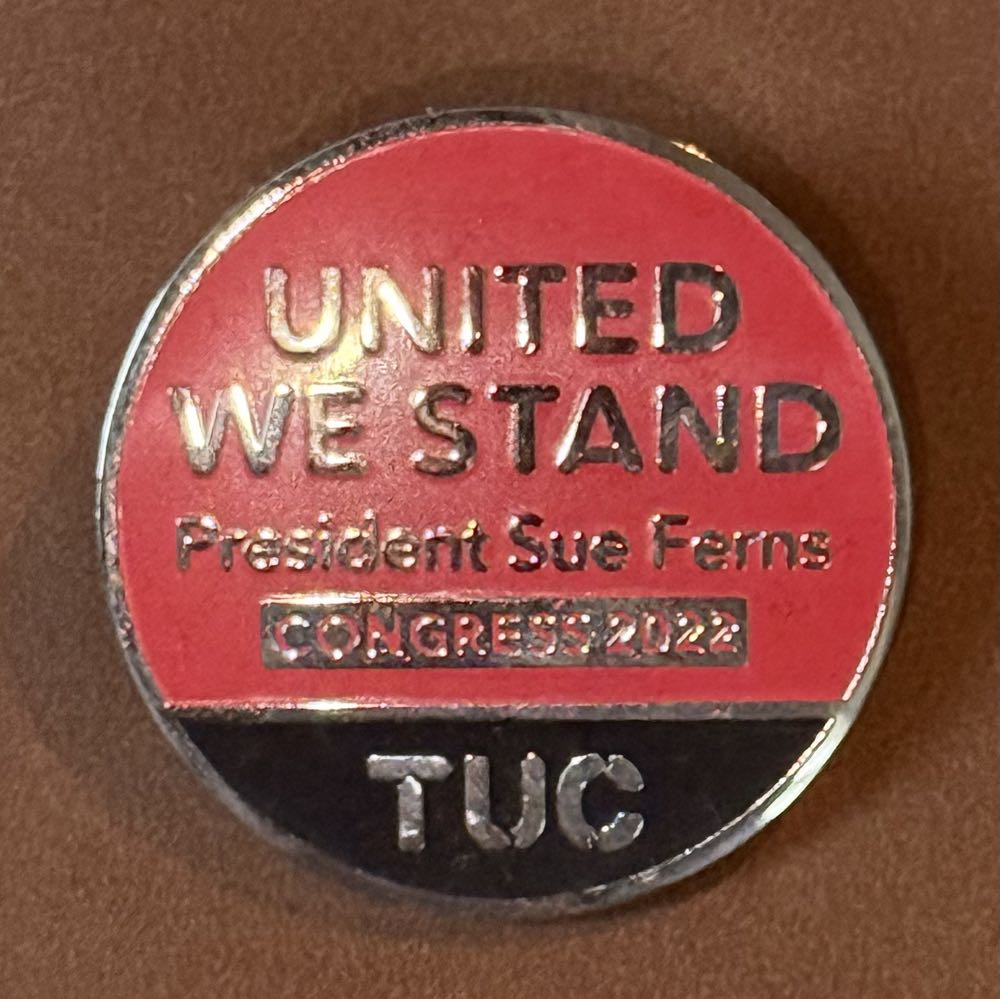 UNITED
WE STAND
President Sue Ferns
CONGRESS 2022
TUC